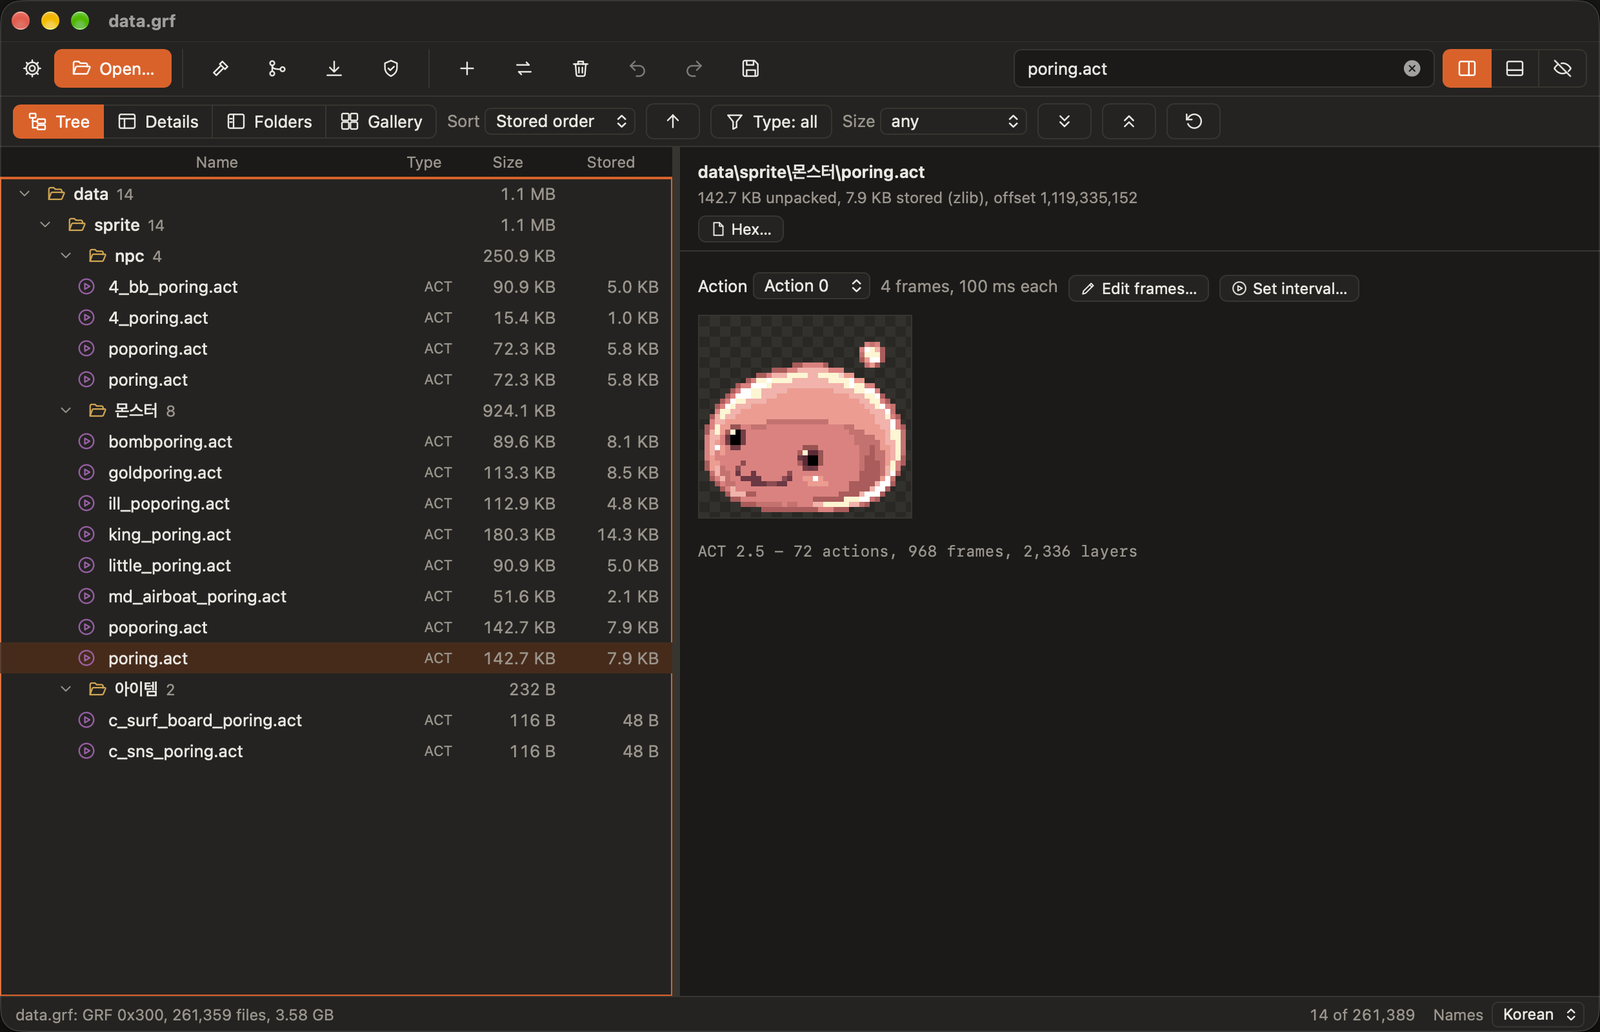 data.grf
Open...
poring.act
Tree Details Folders Gallery Sort Stored order Type: all Size any
Name Type Size Stored
data 14 1.1 MB
sprite 14 1.1 MB
npc 4 250.9 KB
4_bb_poring.act ACT 90.9 KB 5.0 KB
4_poring.act ACT 15.4 KB 1.0 KB
poporing.act ACT 72.3 KB 5.8 KB
poring.act ACT 72.3 KB 5.8 KB
몬스터 8 924.1 KB
bombporing.act ACT 89.6 KB 8.1 KB
goldporing.act ACT 113.3 KB 8.5 KB
ill_poporing.act ACT 112.9 KB 4.8 KB
king_poring.act ACT 180.3 KB 14.3 KB
little_poring.act ACT 90.9 KB 5.0 KB
md_airboat_poring.act ACT 51.6 KB 2.1 KB
poporing.act ACT 142.7 KB 7.9 KB
poring.act ACT 142.7 KB 7.9 KB
아이템 2 232 B
c_surf_board_poring.act ACT 116 B 48 B
c_sns_poring.act ACT 116 B 48 B
data\sprite\몬스터\poring.act
142.7 KB unpacked, 7.9 KB stored (zlib), offset 1,119,335,152
Hex...
Action Action 0 4 frames, 100 ms each Edit frames... Set interval...
ACT 2.5 – 72 actions, 968 frames, 2,336 layers
data.grf: GRF 0x300, 261,359 files, 3.58 GB
14 of 261,389 Names Korean